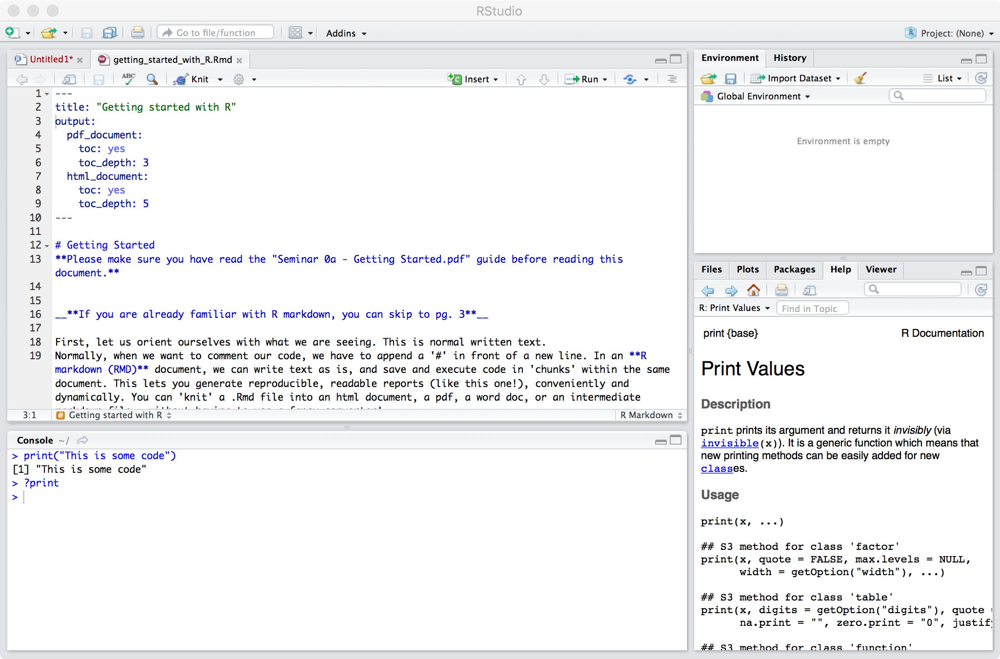 RStudio
Go to file/function
Addins
Project: (None)
Untitled1*
getting_started_with_R.Rmd
ABC
Knit
Insert
Run
1 ---
2 title: "Getting started with R"
3 output:
4   pdf_document:
5     toc: yes
6     toc_depth: 3
7   html_document:
8     toc: yes
9     toc_depth: 5
10 ---
11
12 # Getting Started
13 **Please make sure you have read the "Seminar 0a - Getting Started.pdf" guide before reading this
document.**
14
15
16 __**If you are already familiar with R markdown, you can skip to pg. 3**__
17
18 First, let us orient ourselves with what we are seeing. This is normal written text.
19 Normally, when we want to comment our code, we have to append a '#' in front of a new line. In an **R
markdown (RMD)** document, we can write text as is, and save and execute code in 'chunks' within the same
document. This lets you generate reproducible, readable reports (like this one!), conveniently and
dynamically. You can 'knit' a .Rmd file into an html document, a pdf, a word doc, or an intermediate
3:1
# Getting started with R
R Markdown
Console ~/
> print("This is some code")
[1] "This is some code"
> ?print
>
Environment
History
Import Dataset
List
Global Environment
Environment is empty
Files
Plots
Packages
Help
Viewer
R: Print Values
Find in Topic
print {base}
R Documentation
Print Values
Description
print prints its argument and returns it invisibly (via
invisible(x)). It is a generic function which means that
new printing methods can be easily added for new
classes.
Usage
print(x, ...)
## S3 method for class 'factor'
print(x, quote = FALSE, max.levels = NULL,
      width = getOption("width"), ...)
## S3 method for class 'table'
print(x, digits = getOption("digits"), quote =
      na.print = "", zero.print = "0", justify
## S3 method for class 'function'